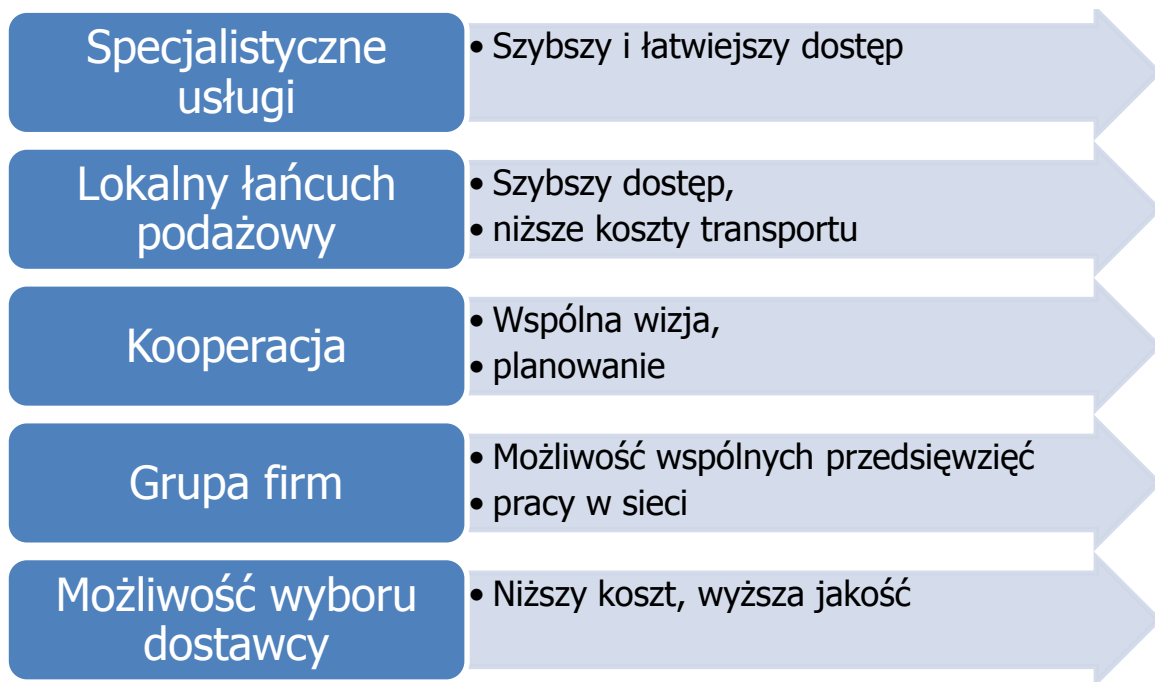 Specjalistyczne
usługi
• Szybszy i łatwiejszy dostęp
Lokalny łańcuch
podażowy
• Szybszy dostęp,
• niższe koszty transportu
Kooperacja
• Wspólna wizja,
• planowanie
Grupa firm
• Możliwość wspólnych przedsięwzięć
• pracy w sieci
Możliwość wyboru
dostawcy
• Niższy koszt, wyższa jakość